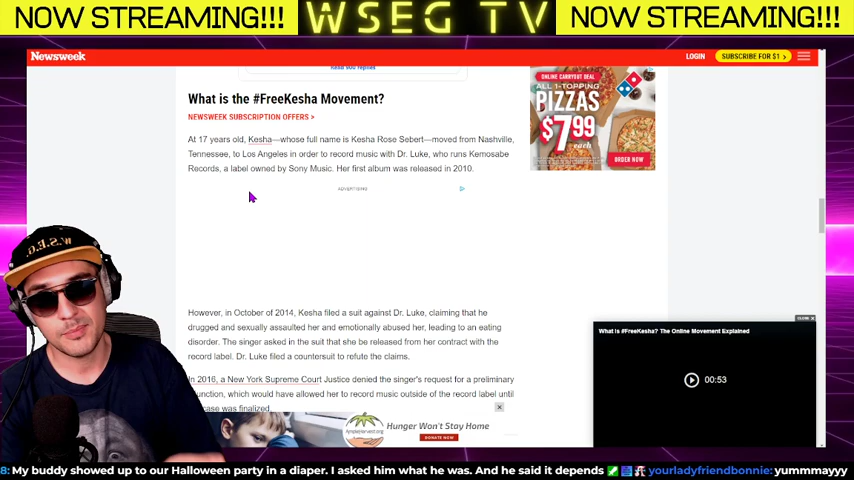 NOW STREAMING!!! WSEG TV NOW STREAMING!!!
Newsweek LOGIN SUBSCRIBE FOR $1 >
What is the #FreeKesha Movement?
NEWSWEEK SUBSCRIPTION OFFERS >
At 17 years old, Kesha—whose full name is Kesha Rose Sebert—moved from Nashville,
Tennessee, to Los Angeles in order to record music with Dr. Luke, who runs Kemosabe
Records, a label owned by Sony Music. Her first album was released in 2010.
ADVERTISING
ONLINE CARRYOUT DEAL
ALL 1-TOPPING
PIZZAS
$7.99
each
ORDER NOW
W.S.E.G.
However, in October of 2014, Kesha filed a suit against Dr. Luke, claiming that he
drugged and sexually assaulted her and emotionally abused her, leading to an eating
disorder. The singer asked in the suit that she be released from her contract with the
record label. Dr. Luke filed a countersuit to refute the claims.
In 2016, a New York Supreme Court Justice denied the singer's request for a preliminary
unction, which would have allowed her to record music outside of the record label until
case was finalized.
CLOSE X
What is #FreeKesha? The Online Movement Explained
00:53
AmpleHarvest.org
Hunger Won't Stay Home
DONATE NOW
8: My buddy showed up to our Halloween party in a diaper. I asked him what he was. And he said it depends yourladyfriendbonnie: yummmayyy